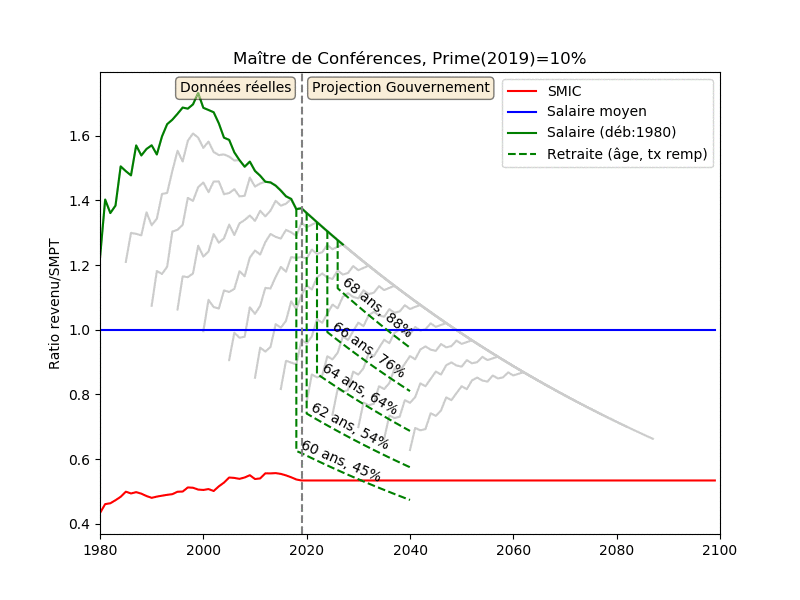 Maître de Conférences, Prime(2019)=10%
Données réelles
Projection Gouvernement
SMIC
Salaire moyen
Salaire (déb:1980)
Retraite (âge, tx remp)
Ratio revenu/SMPT
1.6
1.4
1.2
1.0
0.8
0.6
0.4
68 ans, 88%
66 ans, 76%
64 ans, 64%
62 ans, 54%
60 ans, 45%
1980
2000
2020
2040
2060
2080
2100